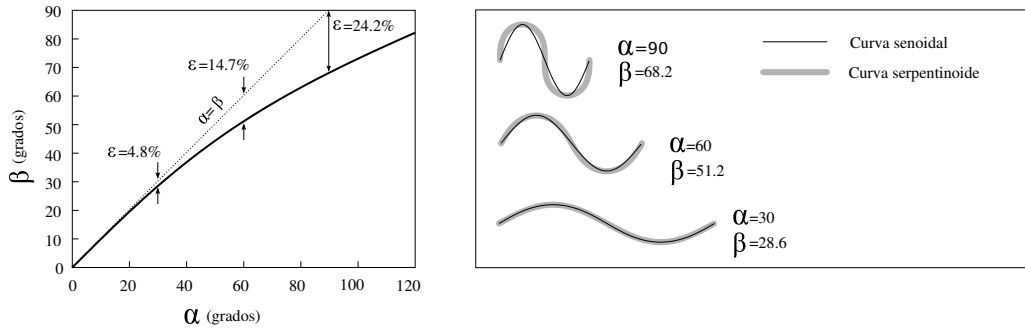 90
80
70
60
50
40
30
20
10
0
β (grados)
0 20 40 60 80 100 120
α (grados)
ε=4.8%
ε=14.7%
ε=24.2%
α=β
α=90
β=68.2
α=60
β=51.2
α=30
β=28.6
Curva senoidal
Curva serpentinoide